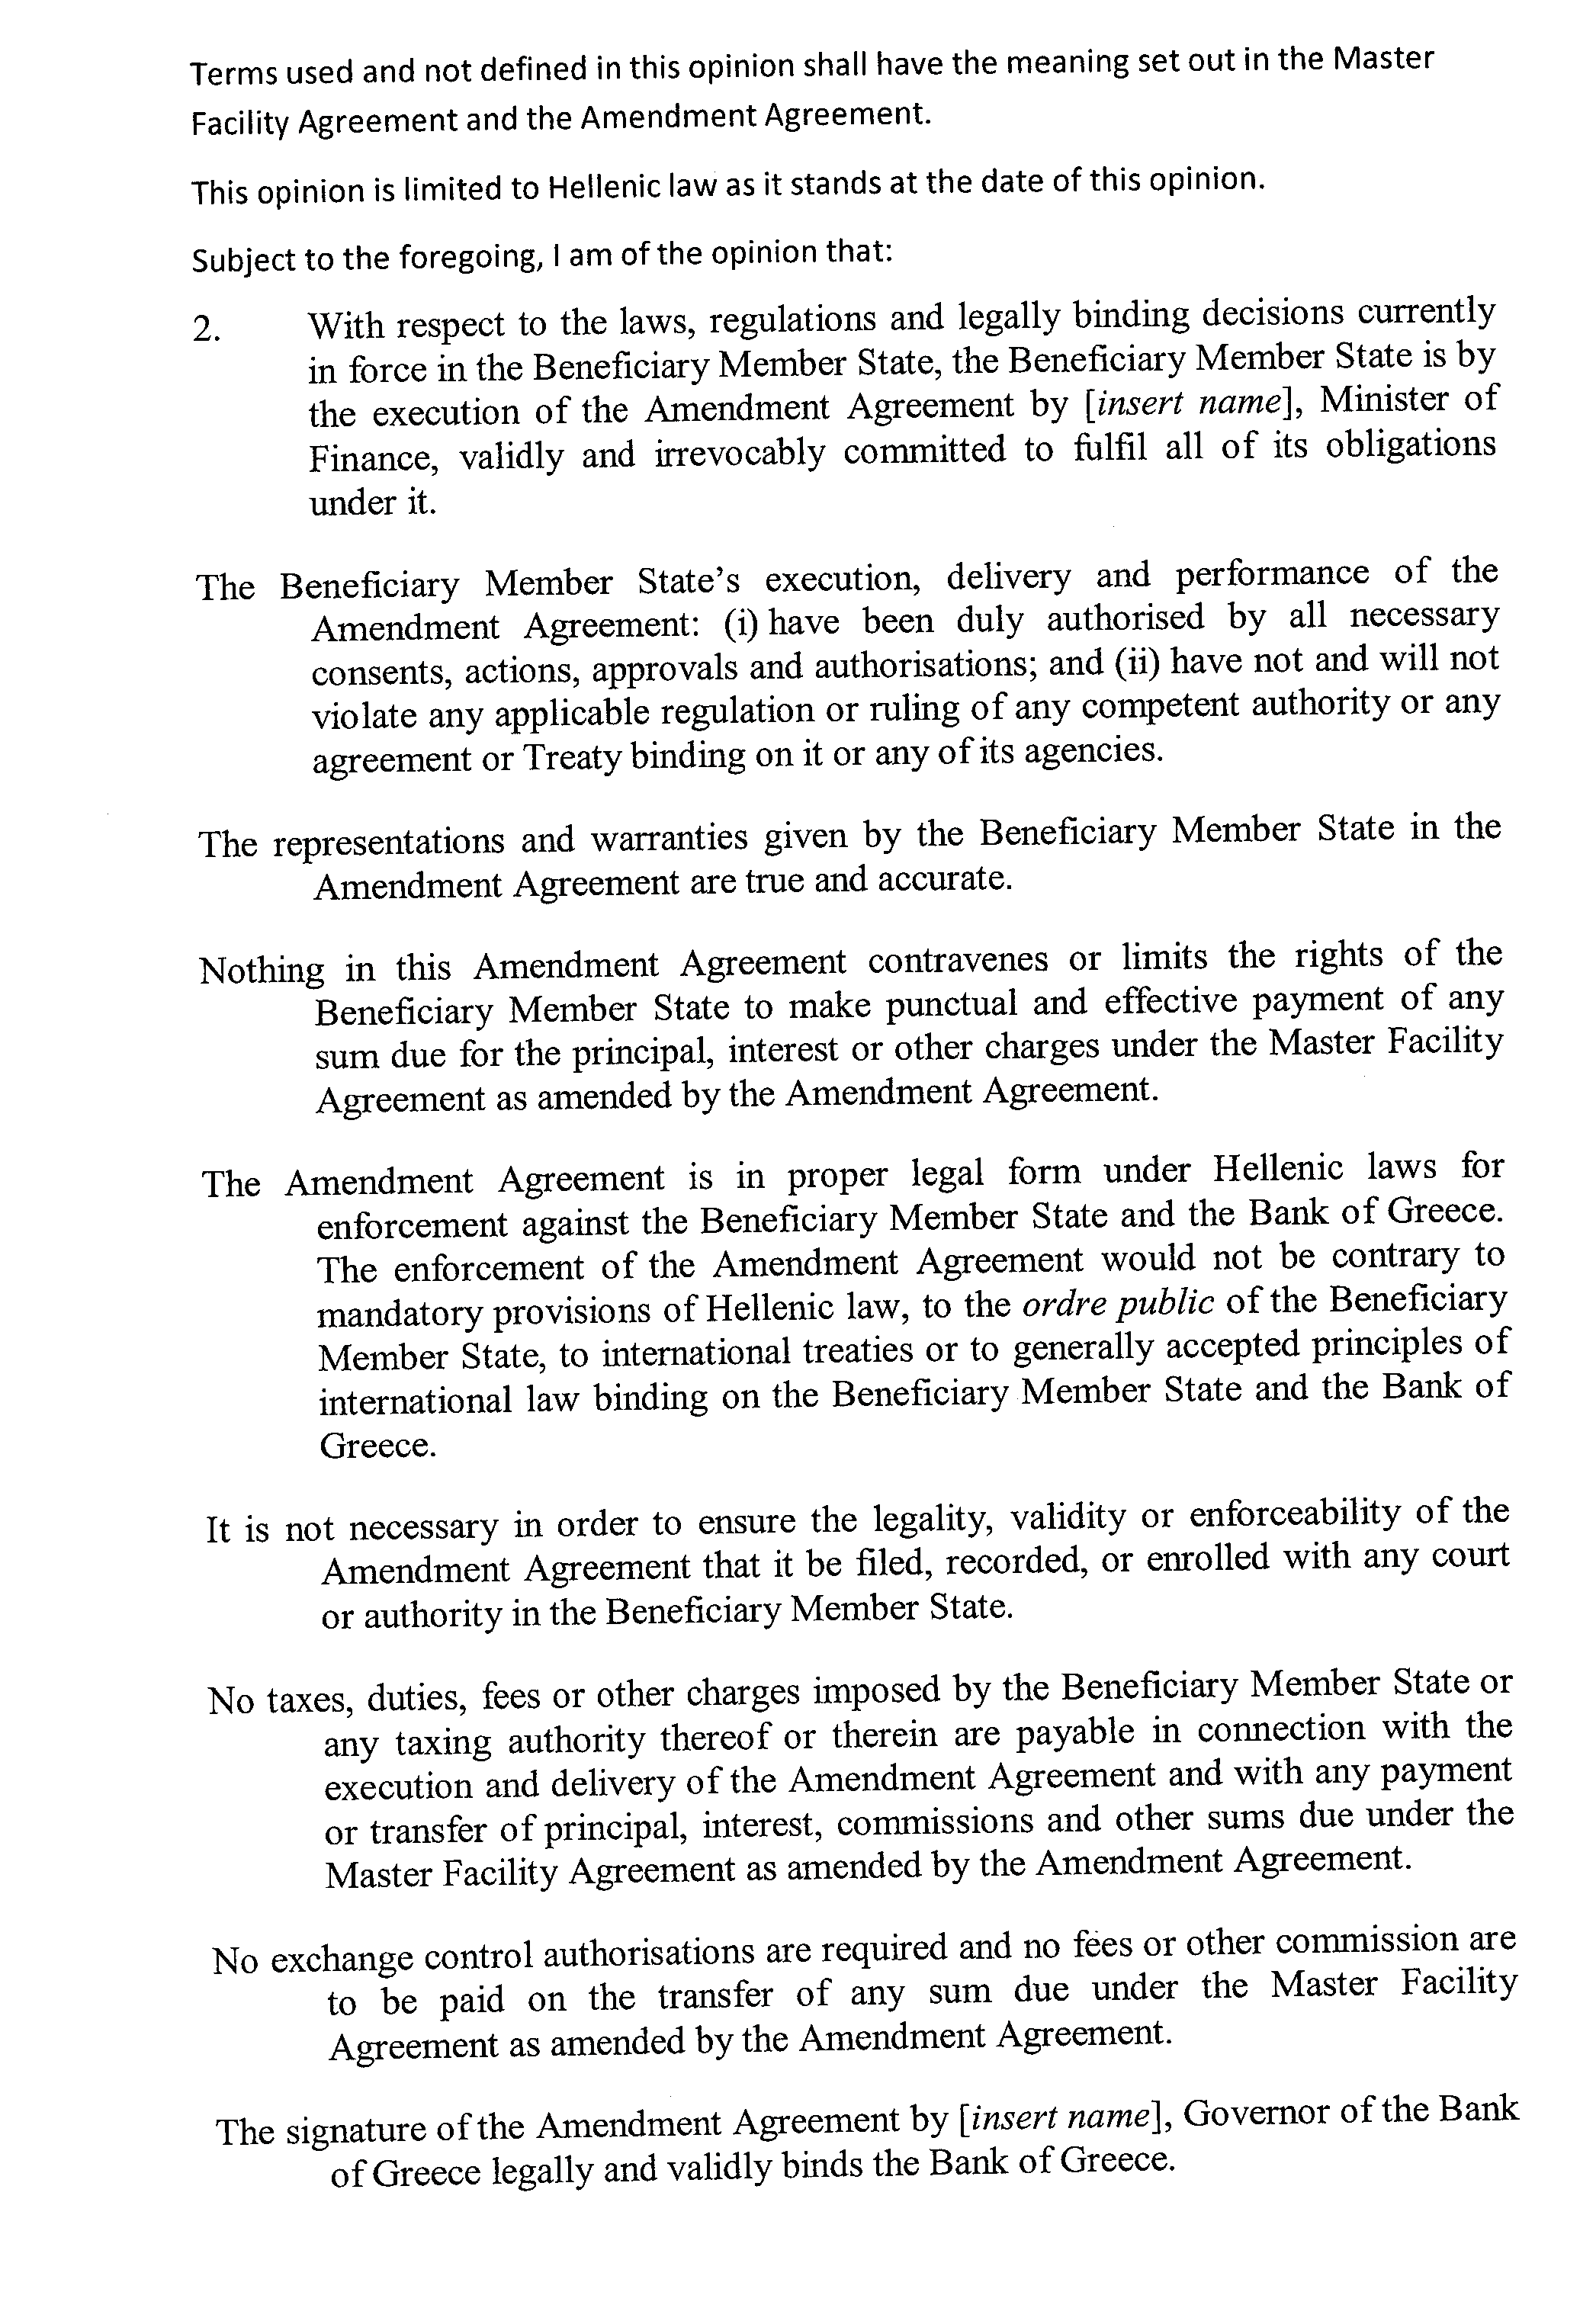 Terms used and not defined in this opinion shall have the meaning set out in the Master
Facility Agreement and the Amendment Agreement.
This opinion is limited to Hellenic law as it stands at the date of this opinion.
Subject to the foregoing, I am of the opinion that:
2. With respect to the laws, regulations and legally binding decisions currently
in force in the Beneficiary Member State, the Beneficiary Member State is by
the execution of the Amendment Agreement by [insert name], Minister of
Finance, validly and irrevocably committed to fulfil all of its obligations
under it.
The Beneficiary Member State's execution, delivery and performance of the
Amendment Agreement: (i) have been duly authorised by all necessary
consents, actions, approvals and authorisations; and (ii) have not and will not
violate any applicable regulation or ruling of any competent authority or any
agreement or Treaty binding on it or any of its agencies.
The representations and warranties given by the Beneficiary Member State in the
Amendment Agreement are true and accurate.
Nothing in this Amendment Agreement contravenes or limits the rights of the
Beneficiary Member State to make punctual and effective payment of any
sum due for the principal, interest or other charges under the Master Facility
Agreement as amended by the Amendment Agreement.
The Amendment Agreement is in proper legal form under Hellenic laws for
enforcement against the Beneficiary Member State and the Bank of Greece.
The enforcement of the Amendment Agreement would not be contrary to
mandatory provisions of Hellenic law, to the ordre public of the Beneficiary
Member State, to international treaties or to generally accepted principles of
international law binding on the Beneficiary Member State and the Bank of
Greece.
It is not necessary in order to ensure the legality, validity or enforceability of the
Amendment Agreement that it be filed, recorded, or enrolled with any court
or authority in the Beneficiary Member State.
No taxes, duties, fees or other charges imposed by the Beneficiary Member State or
any taxing authority thereof or therein are payable in connection with the
execution and delivery of the Amendment Agreement and with any payment
or transfer of principal, interest, commissions and other sums due under the
Master Facility Agreement as amended by the Amendment Agreement.
No exchange control authorisations are required and no fees or other commission are
to be paid on the transfer of any sum due under the Master Facility
Agreement as amended by the Amendment Agreement.
The signature of the Amendment Agreement by [insert name], Governor of the Bank
of Greece legally and validly binds the Bank of Greece.